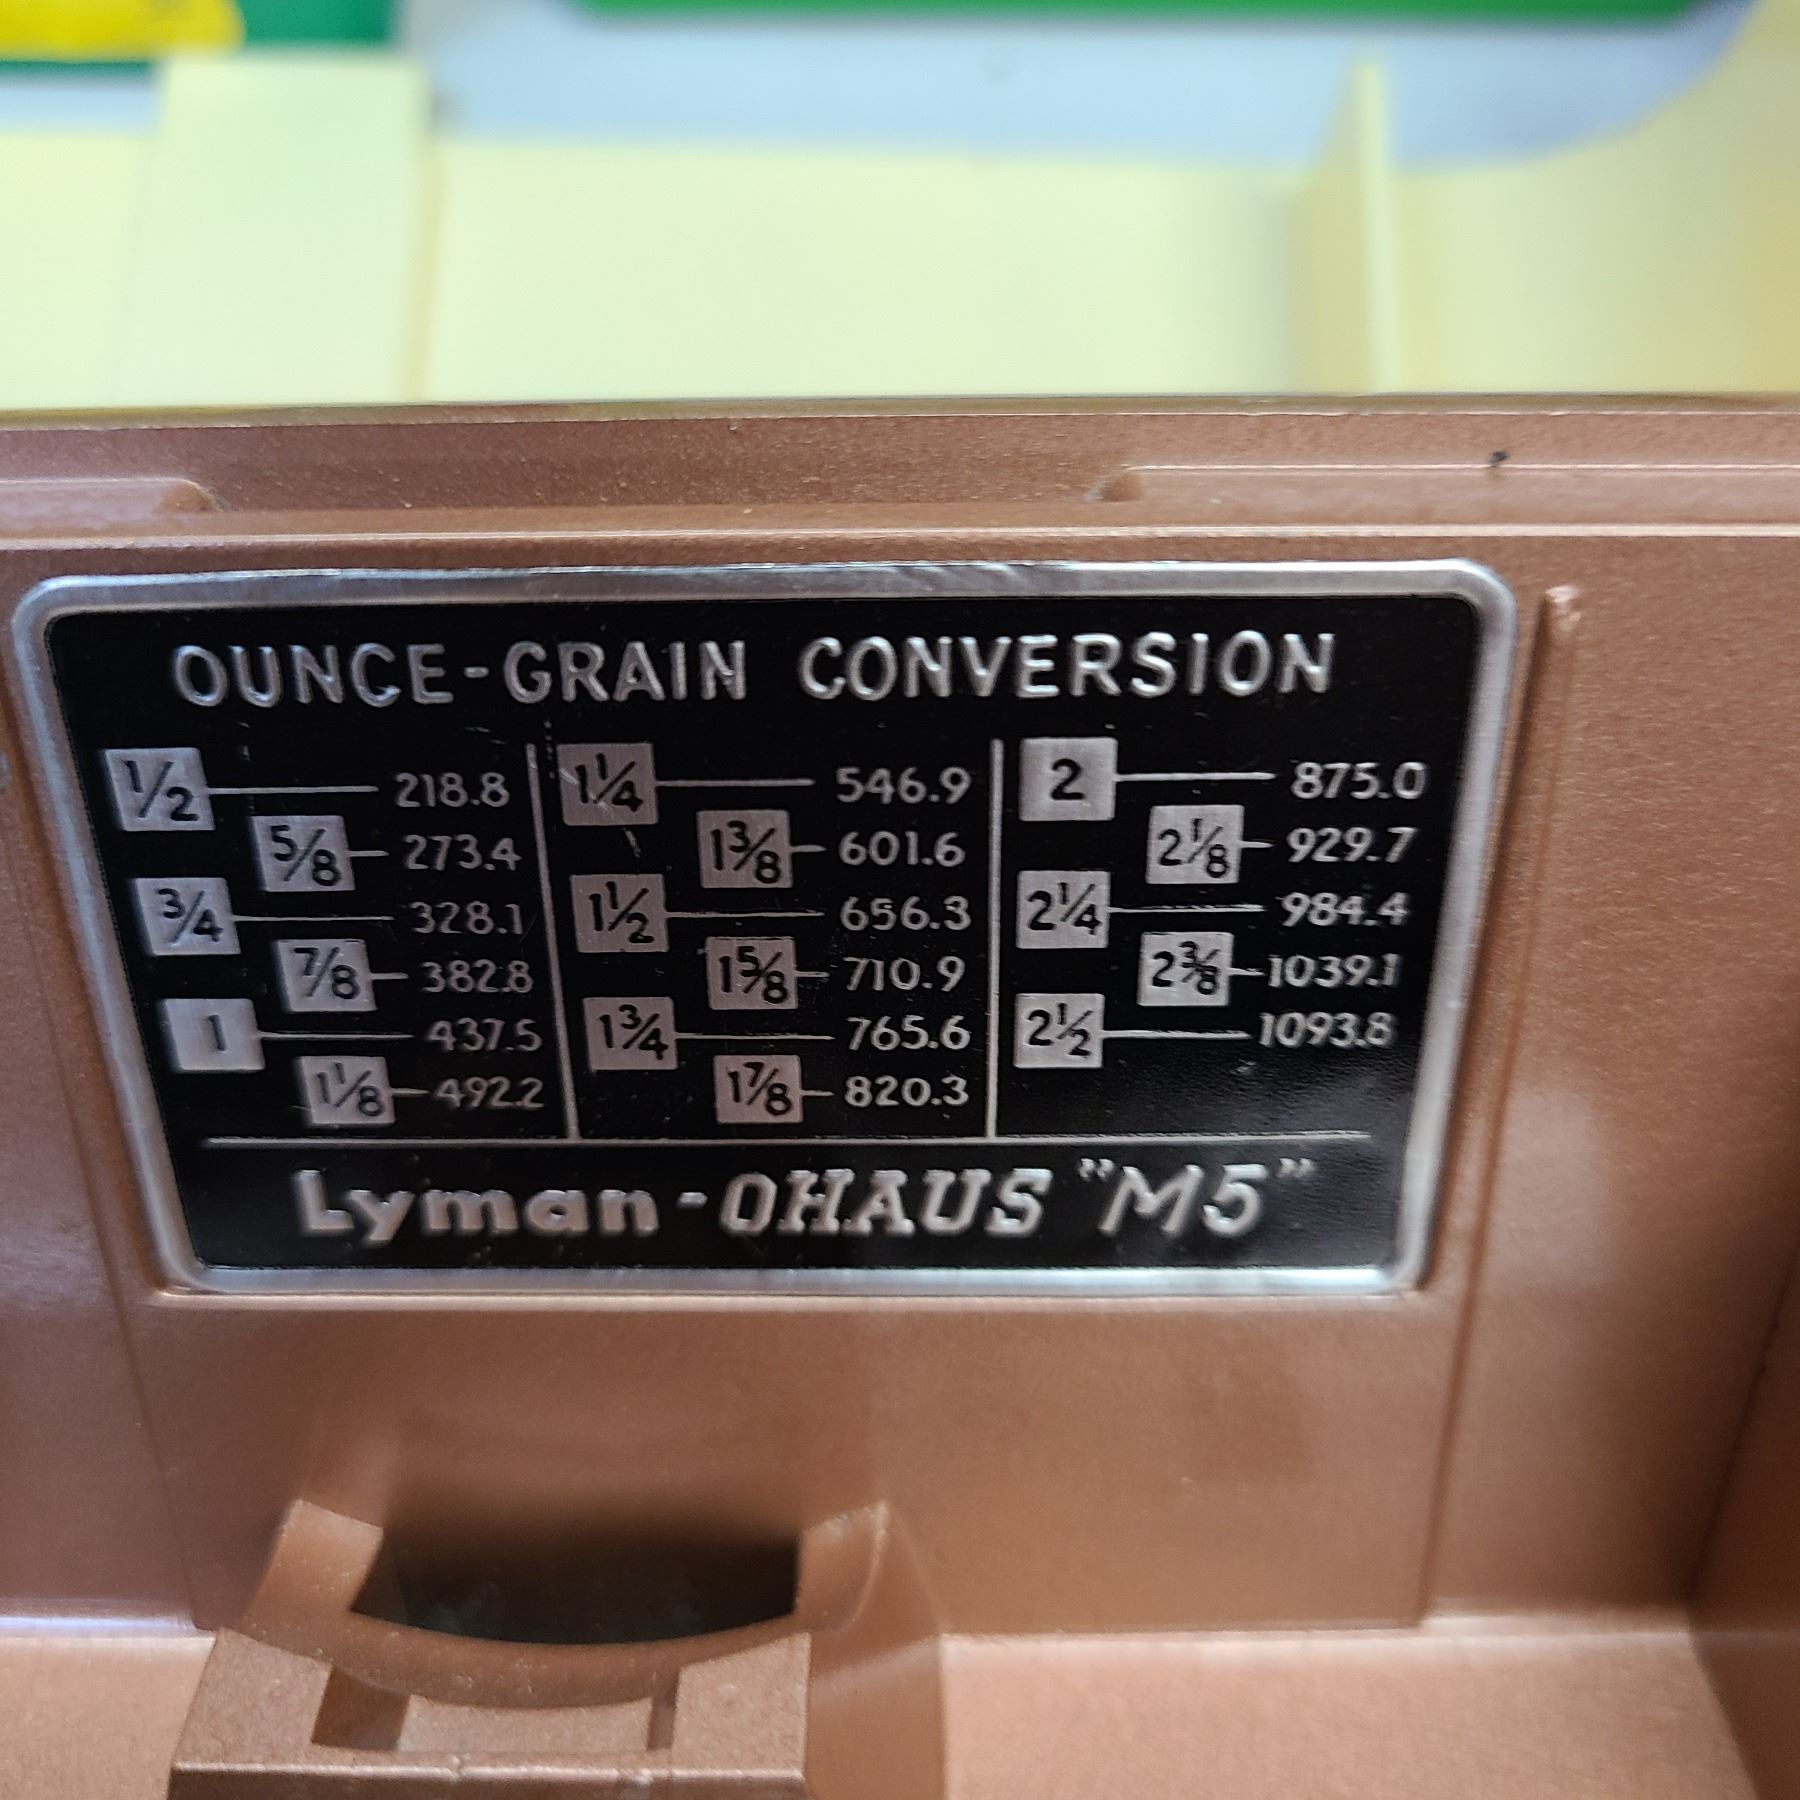 OUNCE-GRAIN CONVERSION
1/2 218.8
5/8 273.4
3/4 328.1
7/8 382.8
1 437.5
1 1/8 492.2
1 1/4 546.9
1 3/8 601.6
1 1/2 656.3
1 5/8 710.9
1 3/4 765.6
1 7/8 820.3
2 875.0
2 1/8 929.7
2 1/4 984.4
2 3/8 1039.1
2 1/2 1093.8
Lyman-OHAUS "M5"